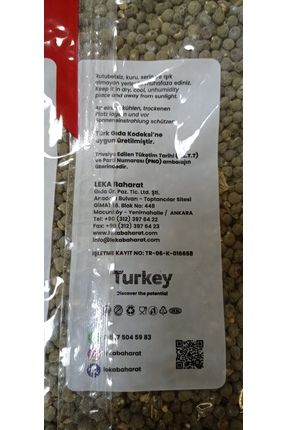 Rutubetsiz, kuru, serin ve ışık
almayan yerde muhafaza ediniz.
Keep it in dry, cool, unhumidity
place and away from sunlight.
An einem kühlen, trockenen
Platz lagern und vor
Sonneneinstrahlung schützen.
Türk Gıda Kodeksi'ne
uygun üretilmiştir.
Tavsiye Edilen Tüketim Tarihi (T.E.T.T)
ve Parti Numarası (PNO) ambalajın
üzerindedir.
LEKA Baharat
Gıda Ür. Paz. Tic. Ltd. Şti.
Anadolu Bulvarı - Toptancılar Sitesi
GİMAT 18. Blok No: 448
Macunköy - Yenimahalle / ANKARA
Tel: +90 (312) 397 64 22
Fax: +99 (312) 397 64 23
www.lekabaharat.com
info@lekabaharat.com
İŞLETME KAYIT NO: TR-06-K-016658
Turkey
Discover the potential
504 59 83
lekabaharat
lekabaharat